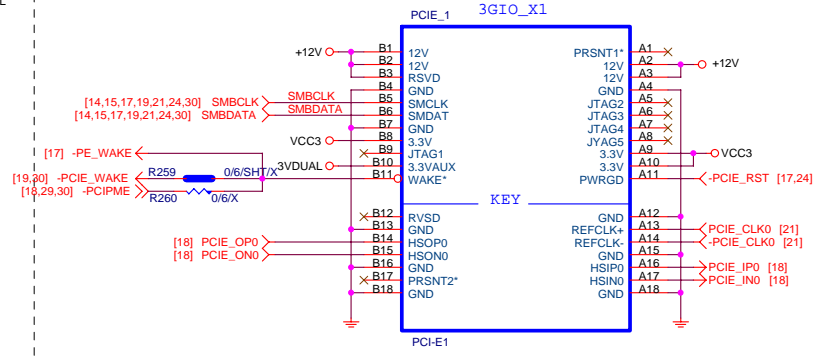 3GIO_X1
PCIE_1
+12V B1 12V PRSNT1* A1
B2 12V 12V A2 +12V
B3 RSVD 12V A3
B4 GND GND A4
[14,15,17,19,21,24,30] SMBCLK SMBCLK B5 SMCLK JTAG2 A5
[14,15,17,19,21,24,30] SMBDATA SMBDATA B6 SMDAT JTAG3 A6
B7 GND JTAG4 A7
VCC3 B8 3.3V JYAG5 A8
[17] -PE_WAKE B9 JTAG1 3.3V A9 VCC3
3VDUAL B10 3.3VAUX 3.3V A10
[19,30] -PCIE_WAKE R259 0/6/SHT/X B11 WAKE* PWRGD A11 -PCIE_RST [17,24]
[18,29,30] -PCIPME R260 0/6/X
KEY
B12 RVSD GND A12
B13 GND REFCLK+ A13 PCIE_CLK0 [21]
[18] PCIE_OP0 B14 HSOP0 REFCLK- A14 -PCIE_CLK0 [21]
[18] PCIE_ON0 B15 HSON0 GND A15
B16 GND HSIP0 A16 PCIE_IP0 [18]
B17 PRSNT2* HSIN0 A17 PCIE_IN0 [18]
B18 GND GND A18
PCI-E1